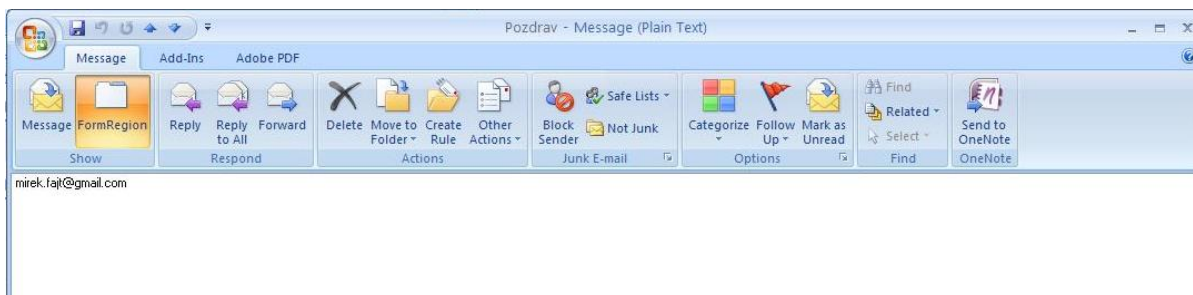 Pozdrav - Message (Plain Text)
Message Add-Ins Adobe PDF
Message FormRegion Reply Reply to All Forward Delete Move to Folder Create Rule Other Actions Block Sender Safe Lists Not Junk Categorize Follow Up Mark as Unread Find Related Select Send to OneNote
Show Respond Actions Junk E-mail Options Find OneNote
mirek.fajt@gmail.com